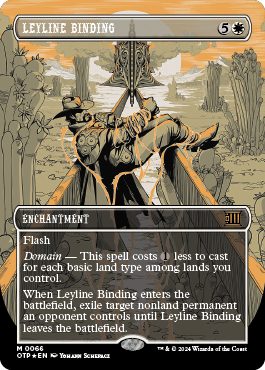 LEYLINE BINDING 5
ENCHANTMENT
Flash
Domain — This spell costs 1 less to cast
for each basic land type among lands you
control.
When Leyline Binding enters the
battlefield, exile target nonland permanent
an opponent controls until Leyline Binding
leaves the battlefield.
M 0066
OTP★EN YOHANN SCHEPACZ
™ & © 2024 Wizards of the Coast